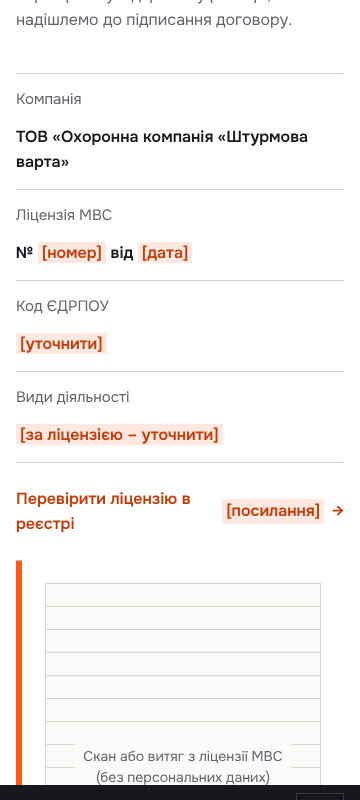 надішлемо до підписання договору.
Компанія
ТОВ «Охоронна компанія «Штурмова
варта»
Ліцензія МВС
№ [номер] від [дата]
Код ЄДРПОУ
[уточнити]
Види діяльності
[за ліцензією – уточнити]
Перевірити ліцензію в
реєстрі
[посилання] →
Скан або витяг з ліцензії МВС
(без персональних даних)